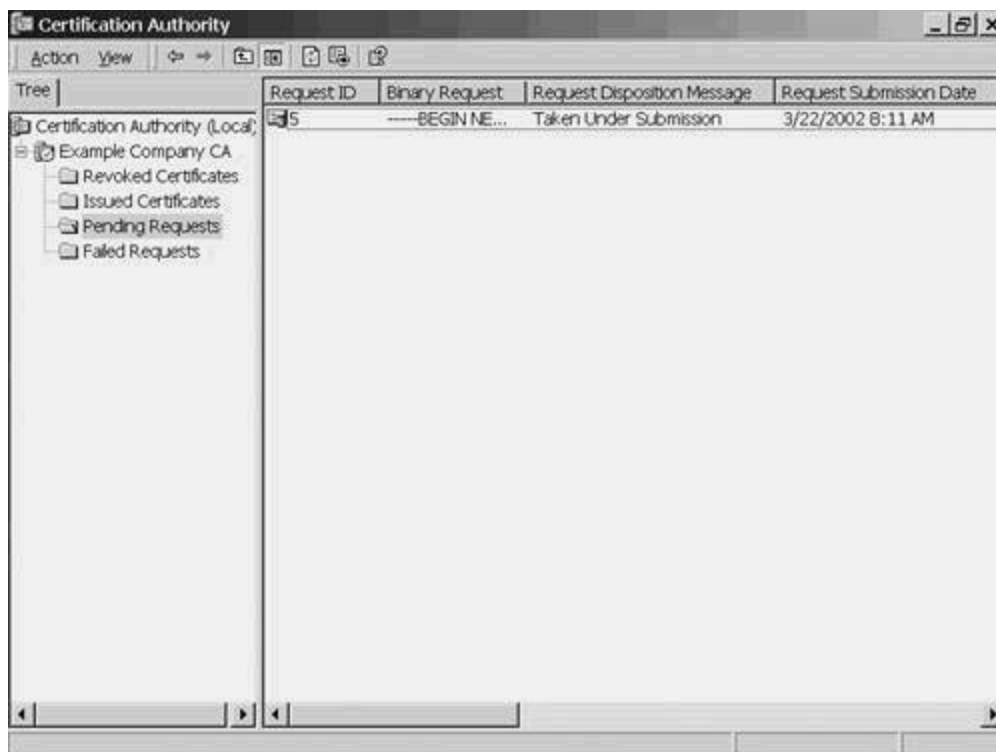 Certification Authority
Action View
Tree
Request ID Binary Request Request Disposition Message Request Submission Date
Certification Authority (Local)
5 -----BEGIN NE... Taken Under Submission 3/22/2002 8:11 AM
Example Company CA
Revoked Certificates
Issued Certificates
Pending Requests
Failed Requests